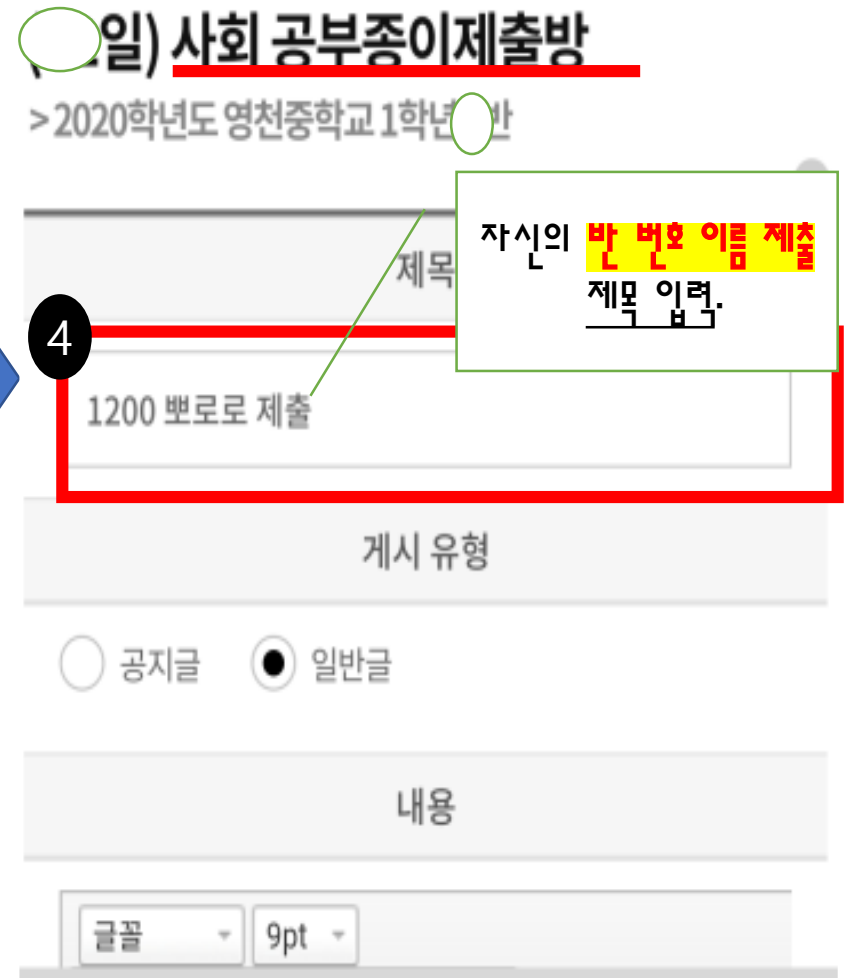 일) 사회 공부종이제출방
> 2020학년도 영천중학교 1학년 반
자신의 반 번호 이름 제출
제목 입력.
제목
4
1200 뽀로로 제출
게시 유형
공지글 일반글
내용
글꼴 9pt